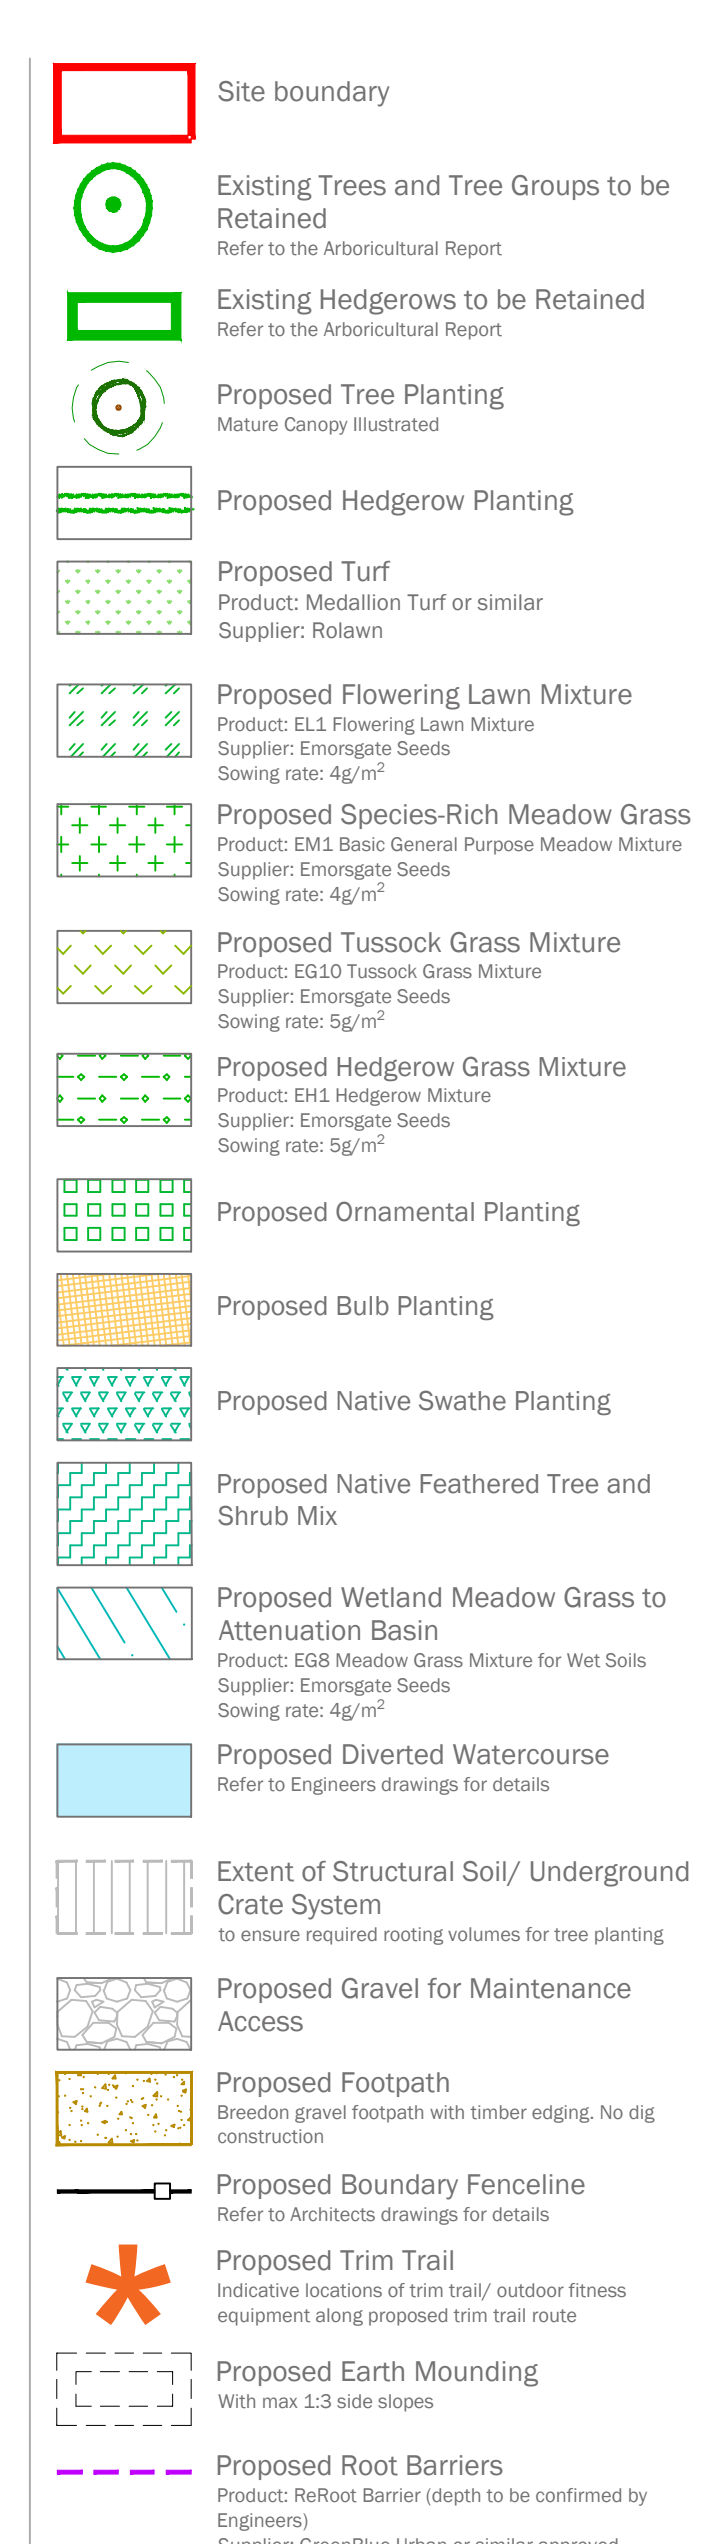 Site boundary
Existing Trees and Tree Groups to be
Retained
Refer to the Arboricultural Report
Existing Hedgerows to be Retained
Refer to the Arboricultural Report
Proposed Tree Planting
Mature Canopy Illustrated
Proposed Hedgerow Planting
Proposed Turf
Product: Medallion Turf or similar
Supplier: Rolawn
Proposed Flowering Lawn Mixture
Product: EL1 Flowering Lawn Mixture
Supplier: Emorsgate Seeds
Sowing rate: 4g/m²
Proposed Species-Rich Meadow Grass
Product: EM1 Basic General Purpose Meadow Mixture
Supplier: Emorsgate Seeds
Sowing rate: 4g/m²
Proposed Tussock Grass Mixture
Product: EG10 Tussock Grass Mixture
Supplier: Emorsgate Seeds
Sowing rate: 5g/m²
Proposed Hedgerow Grass Mixture
Product: EH1 Hedgerow Mixture
Supplier: Emorsgate Seeds
Sowing rate: 5g/m²
Proposed Ornamental Planting
Proposed Bulb Planting
Proposed Native Swathe Planting
Proposed Native Feathered Tree and
Shrub Mix
Proposed Wetland Meadow Grass to
Attenuation Basin
Product: EG8 Meadow Grass Mixture for Wet Soils
Supplier: Emorsgate Seeds
Sowing rate: 4g/m²
Proposed Diverted Watercourse
Refer to Engineers drawings for details
Extent of Structural Soil/ Underground
Crate System
to ensure required rooting volumes for tree planting
Proposed Gravel for Maintenance
Access
Proposed Footpath
Breedon gravel footpath with timber edging. No dig
construction
Proposed Boundary Fenceline
Refer to Architects drawings for details
Proposed Trim Trail
Indicative locations of trim trail/ outdoor fitness
equipment along proposed trim trail route
Proposed Earth Mounding
With max 1:3 side slopes
Proposed Root Barriers
Product: ReRoot Barrier (depth to be confirmed by
Engineers)
Supplier: GreenBlue Urban or similar approved